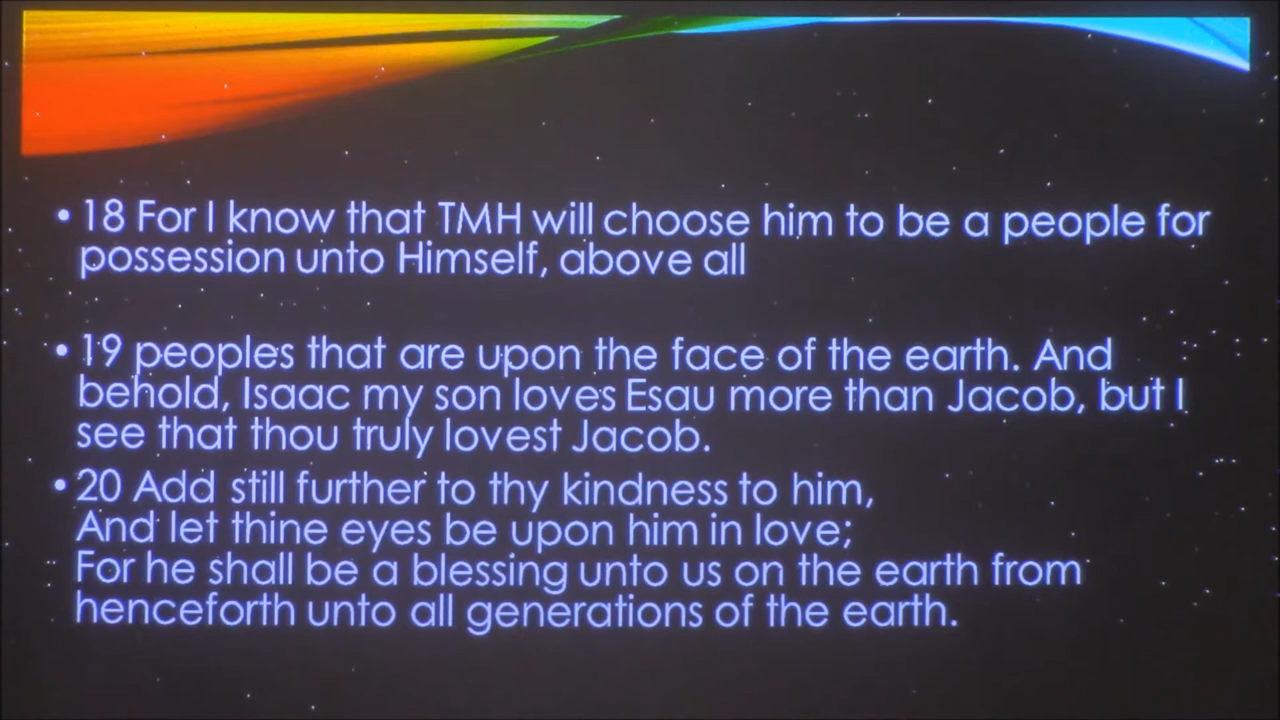 • 18 For I know that TMH will choose him to be a people for
possession unto Himself, above all
• 19 peoples that are upon the face of the earth. And
behold, Isaac my son loves Esau more than Jacob, but I
see that thou truly lovest Jacob.
• 20 Add still further to thy kindness to him,
And let thine eyes be upon him in love;
For he shall be a blessing unto us on the earth from
henceforth unto all generations of the earth.